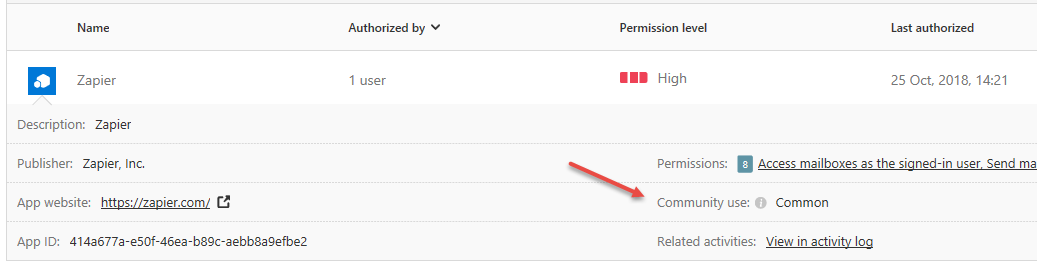 Name Authorized by Permission level Last authorized
Zapier 1 user High 25 Oct, 2018, 14:21
Description: Zapier
Publisher: Zapier, Inc. Permissions: 8 Access mailboxes as the signed-in user, Send ma
App website: https://zapier.com/ Community use: i Common
App ID: 414a677a-e50f-46ea-b89c-aebb8a9efbe2 Related activities: View in activity log